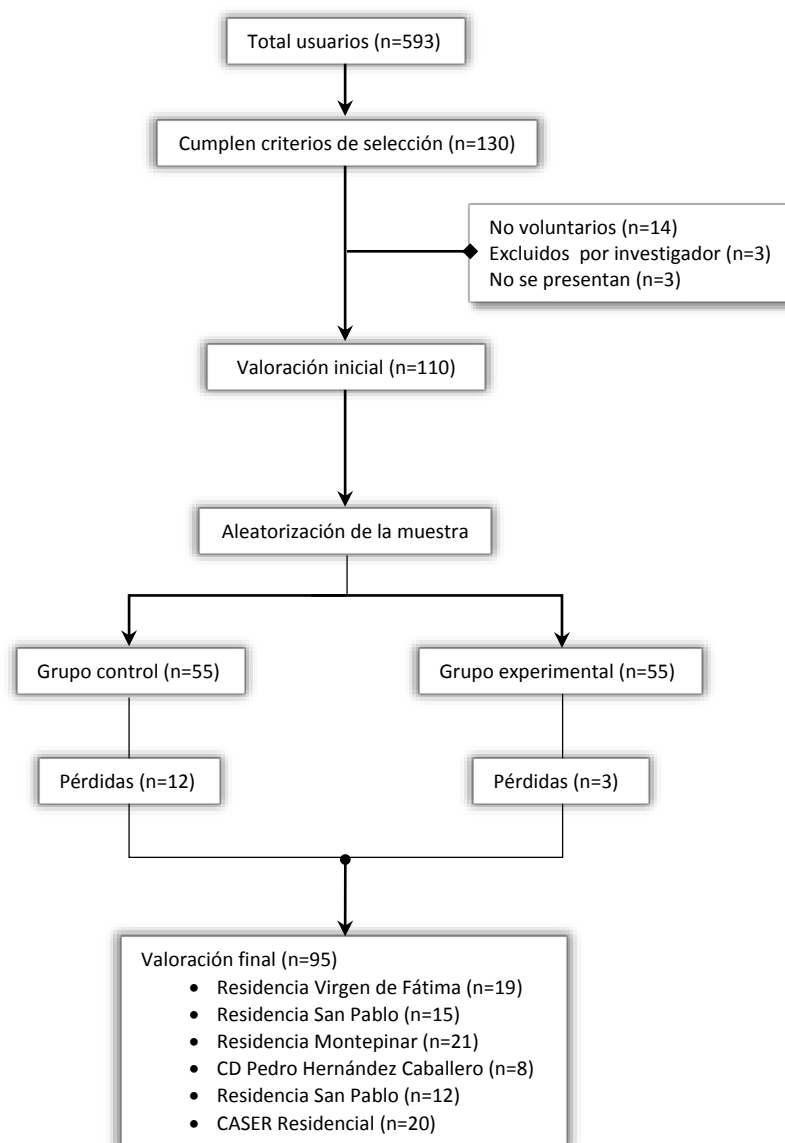 Total usuarios (n=593)
Cumplen criterios de selección (n=130)
No voluntarios (n=14)
Excluidos por investigador (n=3)
No se presentan (n=3)
Valoración inicial (n=110)
Aleatorización de la muestra
Grupo control (n=55)
Grupo experimental (n=55)
Pérdidas (n=12)
Pérdidas (n=3)
Valoración final (n=95)
• Residencia Virgen de Fátima (n=19)
• Residencia San Pablo (n=15)
• Residencia Montepinar (n=21)
• CD Pedro Hernández Caballero (n=8)
• Residencia San Pablo (n=12)
• CASER Residencial (n=20)